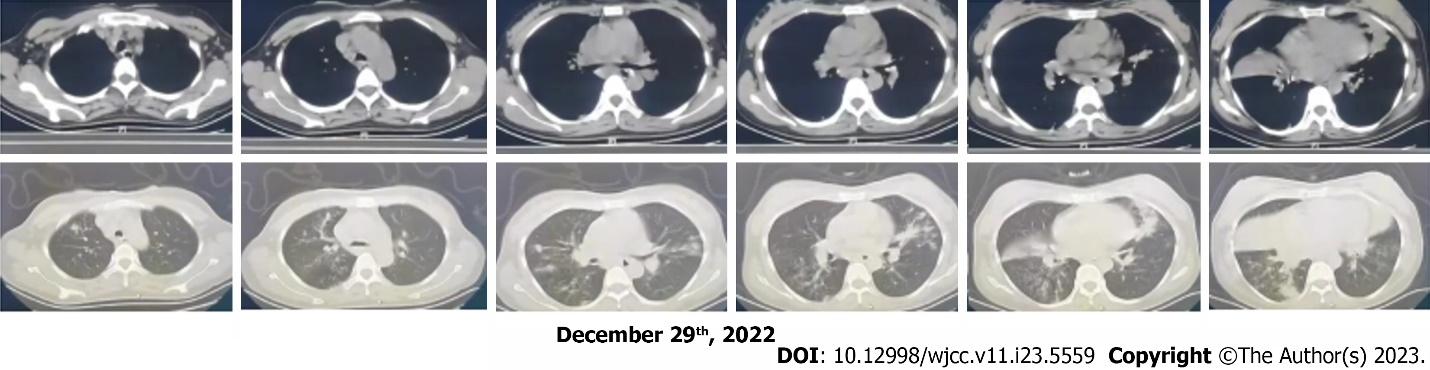 December 29th, 2022
DOI: 10.12998/wjcc.v11.i23.5559 Copyright ©The Author(s) 2023.